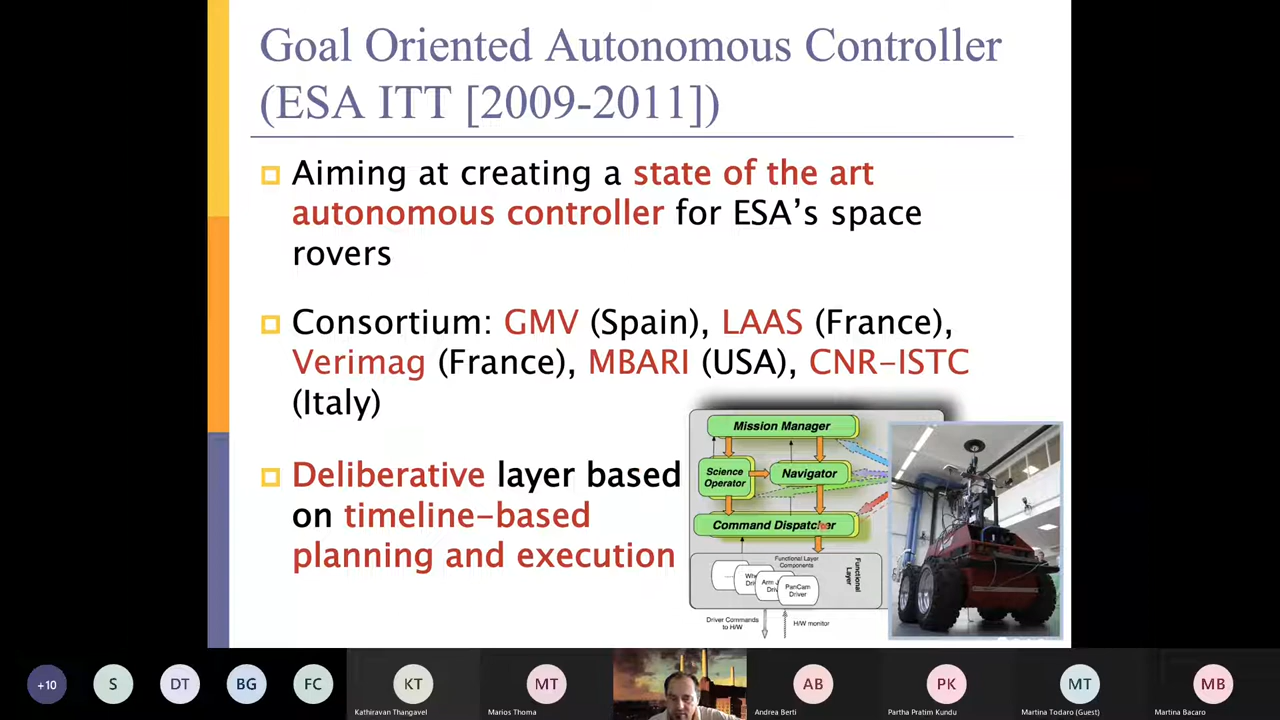 Goal Oriented Autonomous Controller
(ESA ITT [2009-2011])
Aiming at creating a state of the art
autonomous controller for ESA’s space
rovers
Consortium: GMV (Spain), LAAS (France),
Verimag (France), MBARI (USA), CNR-ISTC
(Italy)
Deliberative layer based
on timeline-based
planning and execution
Mission Manager
Science
Operator
Navigator
Command Dispatcher
Functional Layer
Components
Functional
Layer
Arm
PanCam
Driver
Driver Commands
to H/W
H/W monitor
+10
S
DT
BG
FC
KT
Kathiravan Thangavel
MT
Marios Thoma
AB
Andrea Berti
PK
Partha Pratim Kundu
MT
Martina Todaro (Guest)
MB
Martina Bacaro